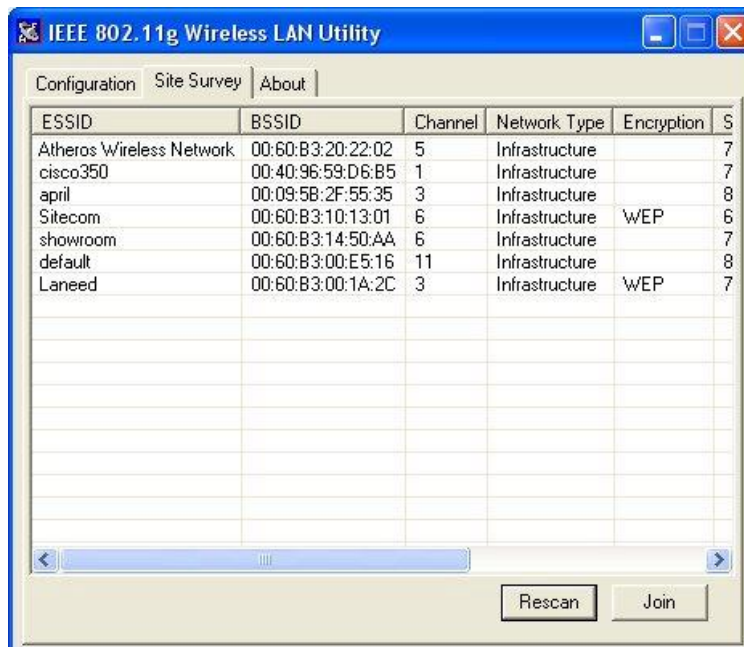 IEEE 802.11g Wireless LAN Utility
Configuration Site Survey About
ESSID BSSID Channel Network Type Encryption S
Atheros Wireless Network 00:60:B3:20:22:02 5 Infrastructure 7
cisco350 00:40:96:59:D6:B5 1 Infrastructure 7
april 00:09:5B:2F:55:35 3 Infrastructure 8
Sitecom 00:60:B3:10:13:01 6 Infrastructure WEP 6
showroom 00:60:B3:14:50:AA 6 Infrastructure 7
default 00:60:B3:00:E5:16 11 Infrastructure 8
Laneed 00:60:B3:00:1A:2C 3 Infrastructure WEP 7
Rescan Join